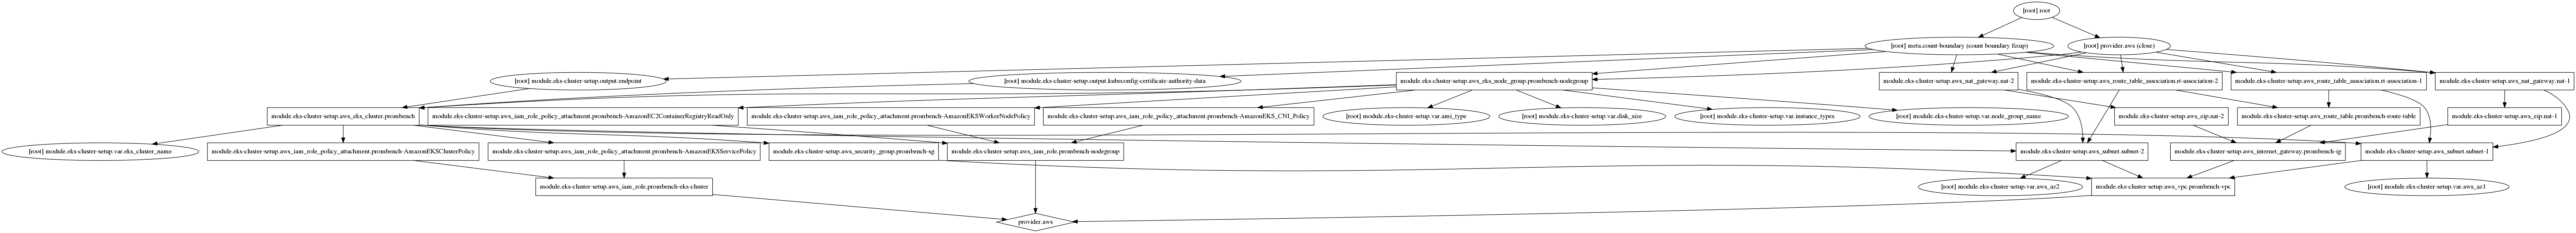 [root] root
[root] meta.count-boundary (count boundary fixup)
[root] provider.aws (close)
[root] module.eks-cluster-setup.output.endpoint
[root] module.eks-cluster-setup.output.kubeconfig-certificate-authority-data
module.eks-cluster-setup.aws_eks_node_group.prombench-nodegroup
module.eks-cluster-setup.aws_nat_gateway.nat-2
module.eks-cluster-setup.aws_route_table_association.rt-association-2
module.eks-cluster-setup.aws_route_table_association.rt-association-1
module.eks-cluster-setup.aws_nat_gateway.nat-1
module.eks-cluster-setup.aws_eks_cluster.prombench
module.eks-cluster-setup.aws_iam_role_policy_attachment.prombench-AmazonEC2ContainerRegistryReadOnly
module.eks-cluster-setup.aws_iam_role_policy_attachment.prombench-AmazonEKSWorkerNodePolicy
module.eks-cluster-setup.aws_iam_role_policy_attachment.prombench-AmazonEKS_CNI_Policy
[root] module.eks-cluster-setup.var.ami_type
[root] module.eks-cluster-setup.var.disk_size
[root] module.eks-cluster-setup.var.instance_types
[root] module.eks-cluster-setup.var.node_group_name
module.eks-cluster-setup.aws_eip.nat-2
module.eks-cluster-setup.aws_route_table.prombench-route-table
module.eks-cluster-setup.aws_eip.nat-1
[root] module.eks-cluster-setup.var.eks_cluster_name
module.eks-cluster-setup.aws_iam_role_policy_attachment.prombench-AmazonEKSClusterPolicy
module.eks-cluster-setup.aws_iam_role_policy_attachment.prombench-AmazonEKSServicePolicy
module.eks-cluster-setup.aws_security_group.prombench-sg
module.eks-cluster-setup.aws_iam_role.prombench-nodegroup
module.eks-cluster-setup.aws_subnet.subnet-2
module.eks-cluster-setup.aws_internet_gateway.prombench-ig
module.eks-cluster-setup.aws_subnet.subnet-1
module.eks-cluster-setup.aws_iam_role.prombench-eks-cluster
[root] module.eks-cluster-setup.var.aws_az2
module.eks-cluster-setup.aws_vpc.prombench-vpc
[root] module.eks-cluster-setup.var.aws_az1
provider.aws